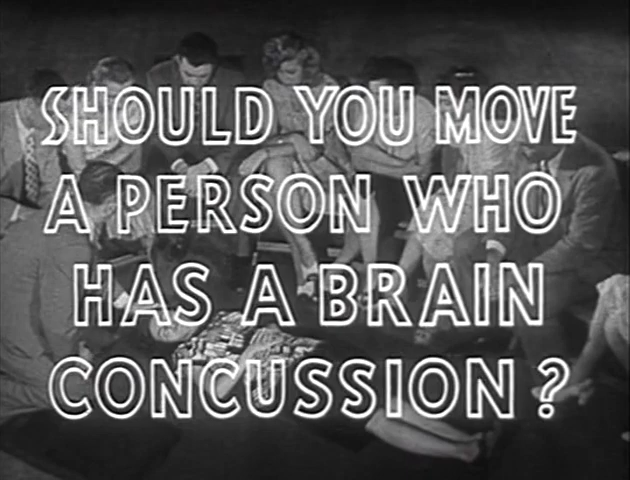 SHOULD YOU MOVE
A PERSON WHO
HAS A BRAIN
CONCUSSION?